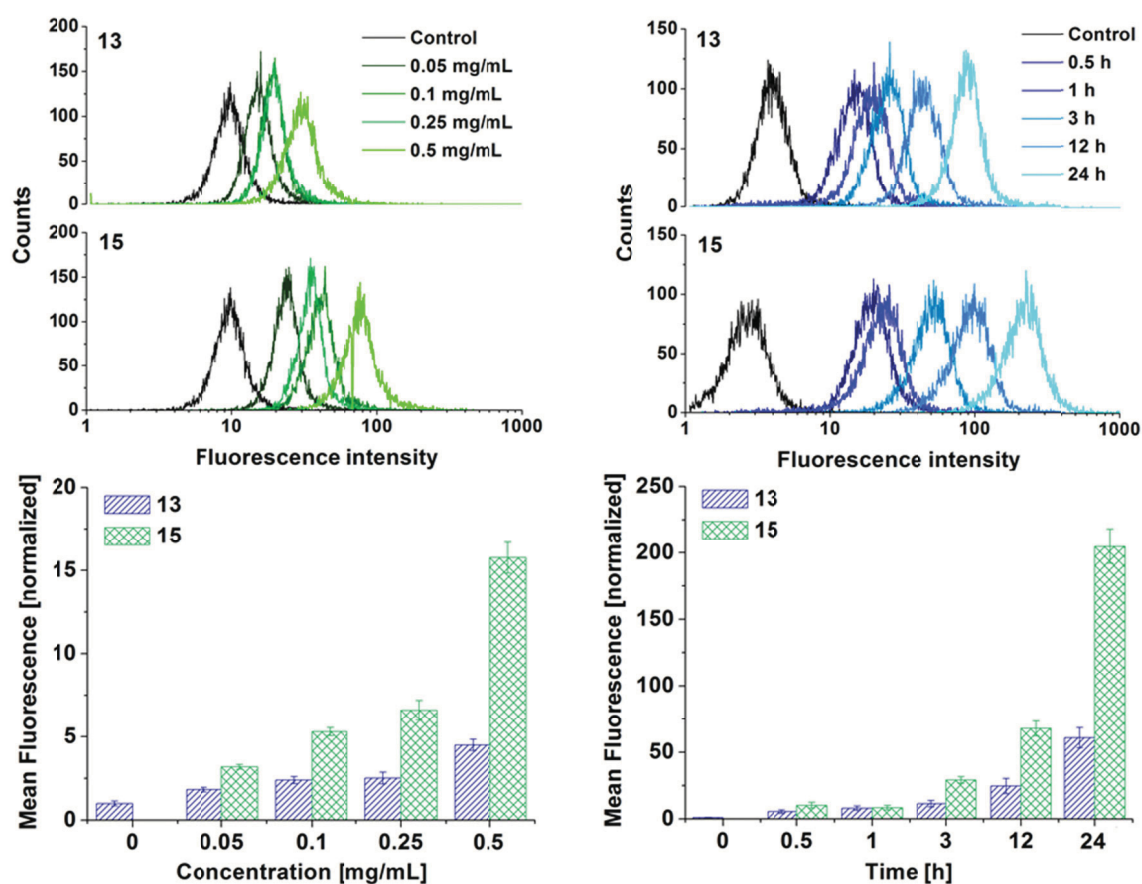 13
Control
0.05 mg/mL
0.1 mg/mL
0.25 mg/mL
0.5 mg/mL
200
150
100
50
0
Counts
15
200
150
100
50
0
1 10 100 1000
Fluorescence intensity
13
Control
0.5 h
1 h
3 h
12 h
24 h
150
100
50
0
Counts
15
150
100
50
0
1 10 100 1000
Fluorescence intensity
Mean Fluorescence [normalized]
20
15
10
5
0
13
15
0 0.05 0.1 0.25 0.5
Concentration [mg/mL]
Mean Fluorescence [normalized]
250
200
150
100
50
0
13
15
0 0.5 1 3 12 24
Time [h]